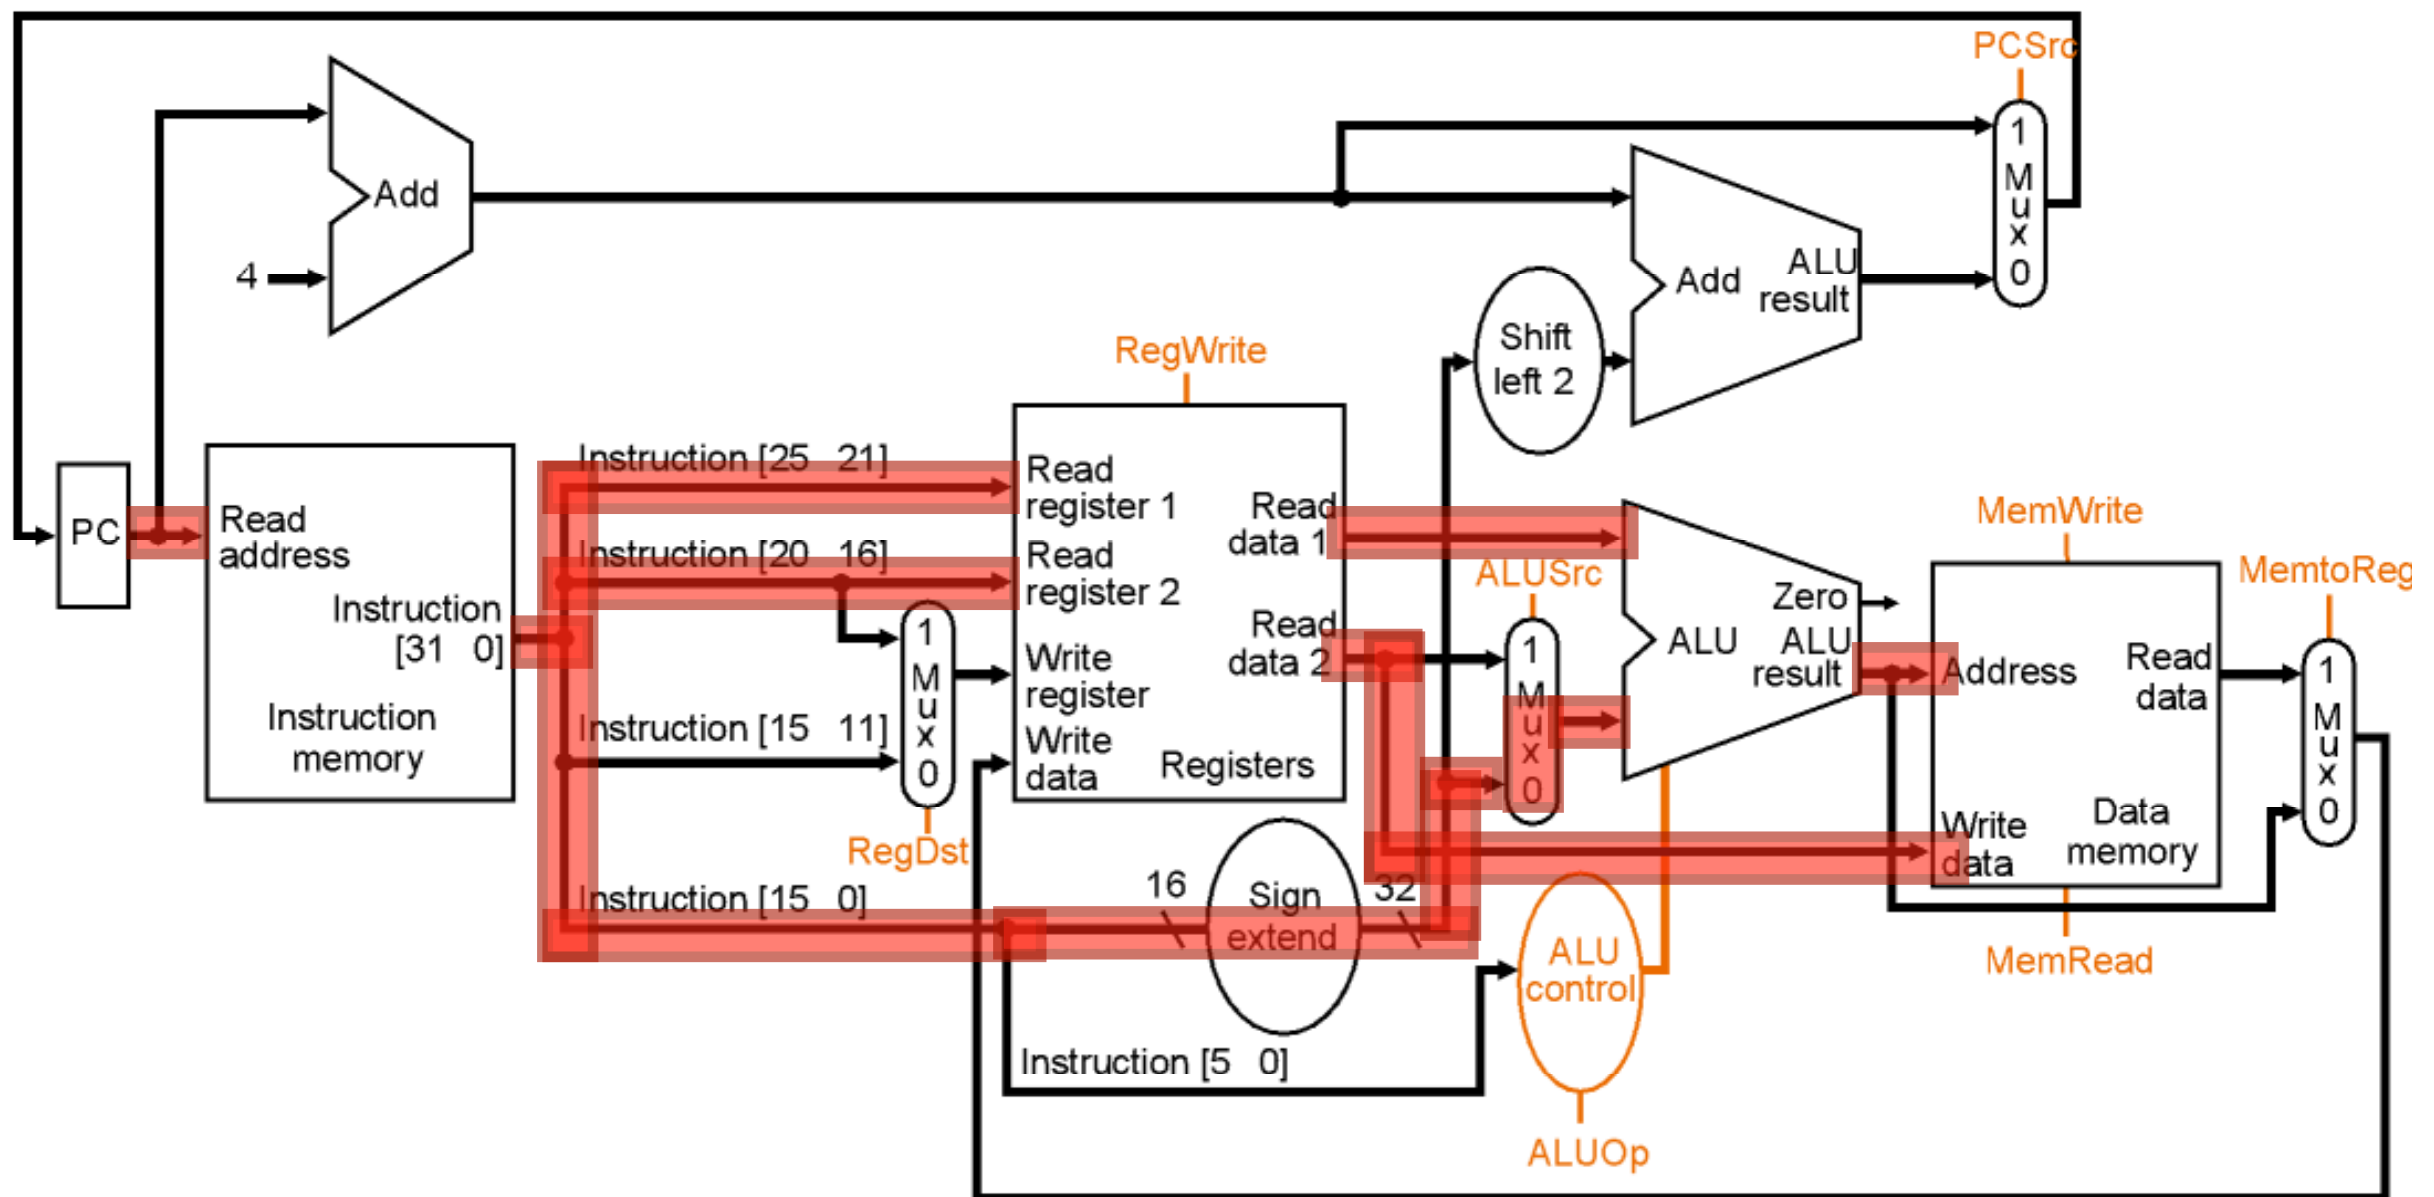 PCSrc
1
M
u
x
0
Add
4
Add
ALU
result
Shift
left 2
RegWrite
PC
Read
address
Instruction
[31 0]
Instruction
memory
Instruction [25 21]
Instruction [20 16]
Instruction [15 11]
Instruction [15 0]
1
M
u
x
0
RegDst
Read
register 1
Read
register 2
Write
register
Write
data
Read
data 1
Read
data 2
Registers
16
Sign
extend
32
Instruction [5 0]
ALUSrc
1
M
u
x
0
ALU
Zero
ALU
result
ALU
control
ALUOp
MemWrite
Address
Read
data
Write
data
Data
memory
MemRead
MemtoReg
1
M
u
x
0